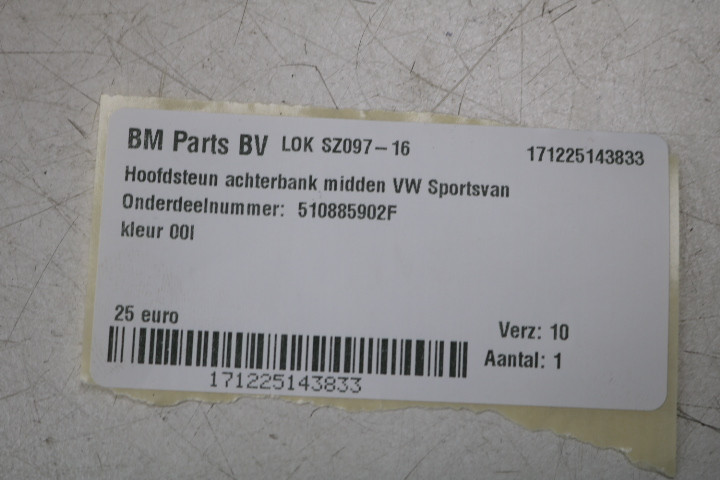 BM Parts BV LOK SZ097-16 171225143833
Hoofdsteun achterbank midden VW Sportsvan
Onderdeelnummer: 510885902F
kleur 00l
25 euro
Verz: 10
Aantal: 1
171225143833